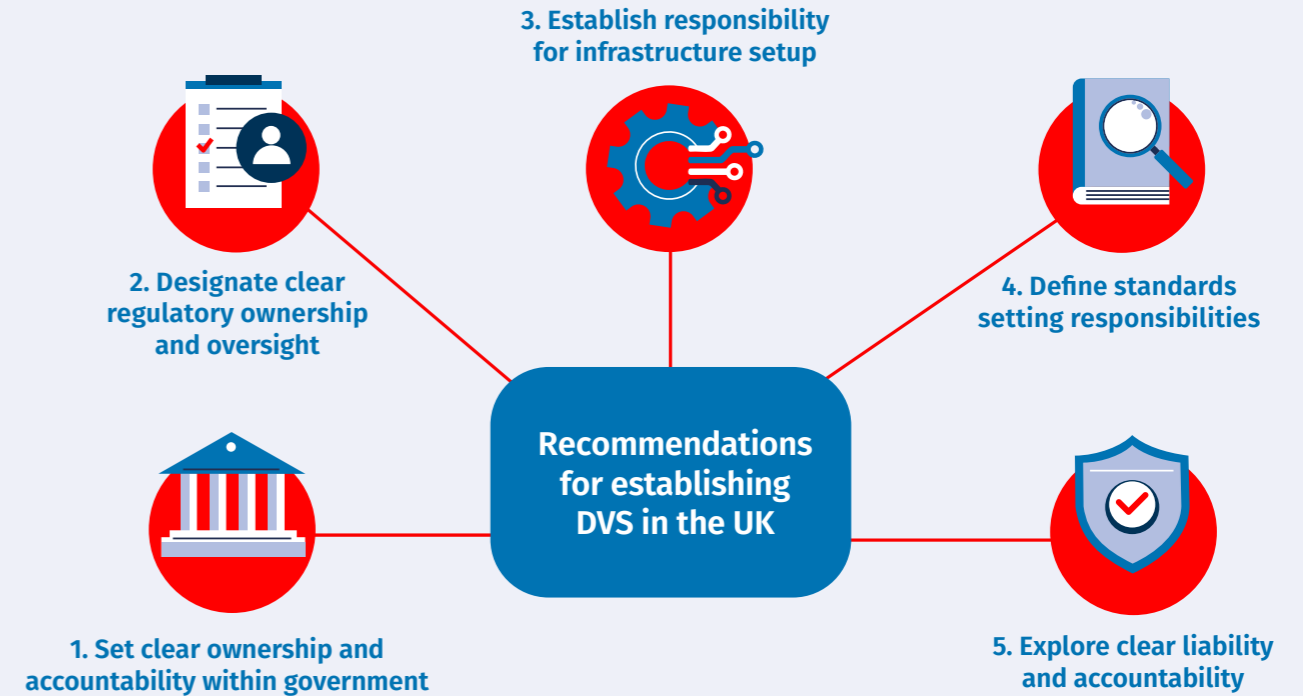 3. Establish responsibility
for infrastructure setup
2. Designate clear
regulatory ownership
and oversight
4. Define standards
setting responsibilities
Recommendations
for establishing
DVS in the UK
1. Set clear ownership and
accountability within government
5. Explore clear liability
and accountability